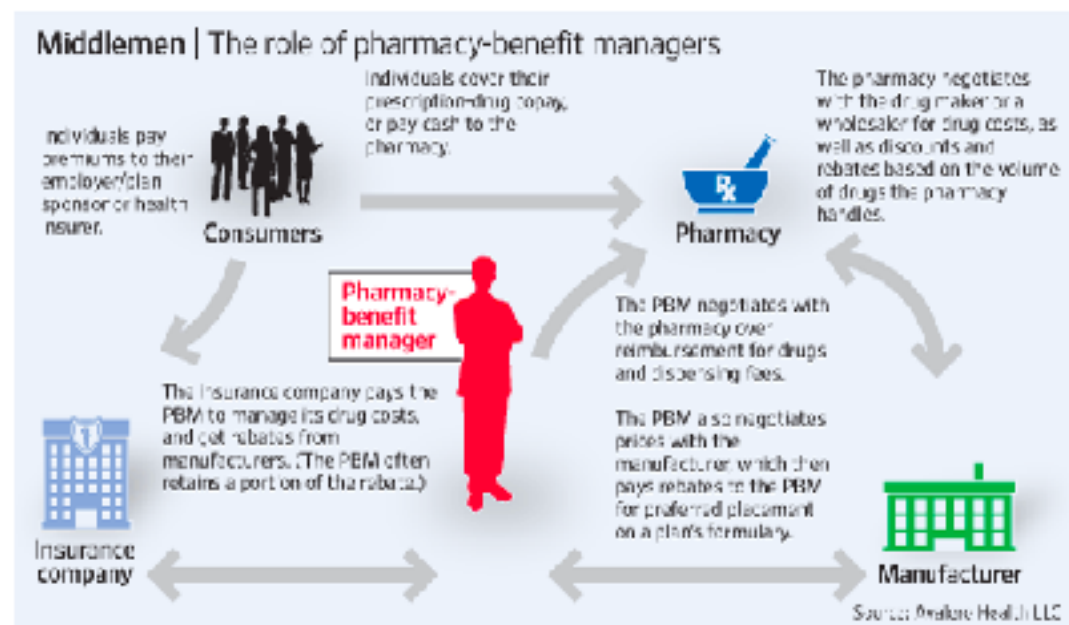 Middlemen | The role of pharmacy-benefit managers
Individuals pay
premiums to their
employer/plan
sponsor or health
insurer.
Consumers
Individuals cover their
prescription-drug copay,
or pay cash to the
pharmacy.
Rx
Pharmacy
The pharmacy negotiates
with the drug maker or a
wholesaler for drug costs, as
well as discounts and
rebates based on the volume
of drugs the pharmacy
handles.
Pharmacy-
benefit
manager
The insurance company pays the
PBM to manage its drug costs,
and get rebates from
manufacturers. (The PBM often
retains a portion of the rebate.)
The PBM negotiates with
the pharmacy over
reimbursement for drugs
and dispensing fees.
The PBM also negotiates
prices with the
manufacturer, which then
pays rebates to the PBM
for preferred placement
on a plan's formulary.
1
Insurance
company
Manufacturer
Source: Avalere Health LLC